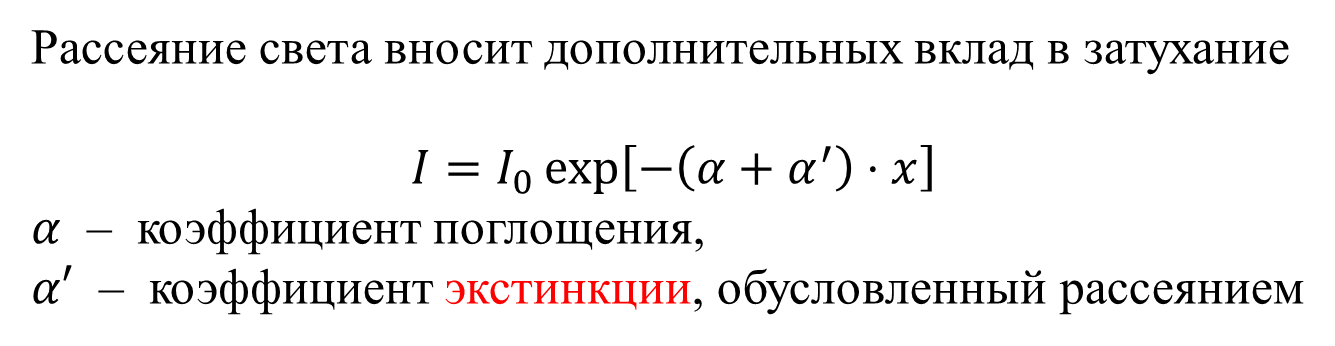 Рассеяние света вносит дополнительных вклад в затухание
I = I₀ exp[−(α + α′) · x]
α – коэффициент поглощения,
α′ – коэффициент экстинкции, обусловленный рассеянием